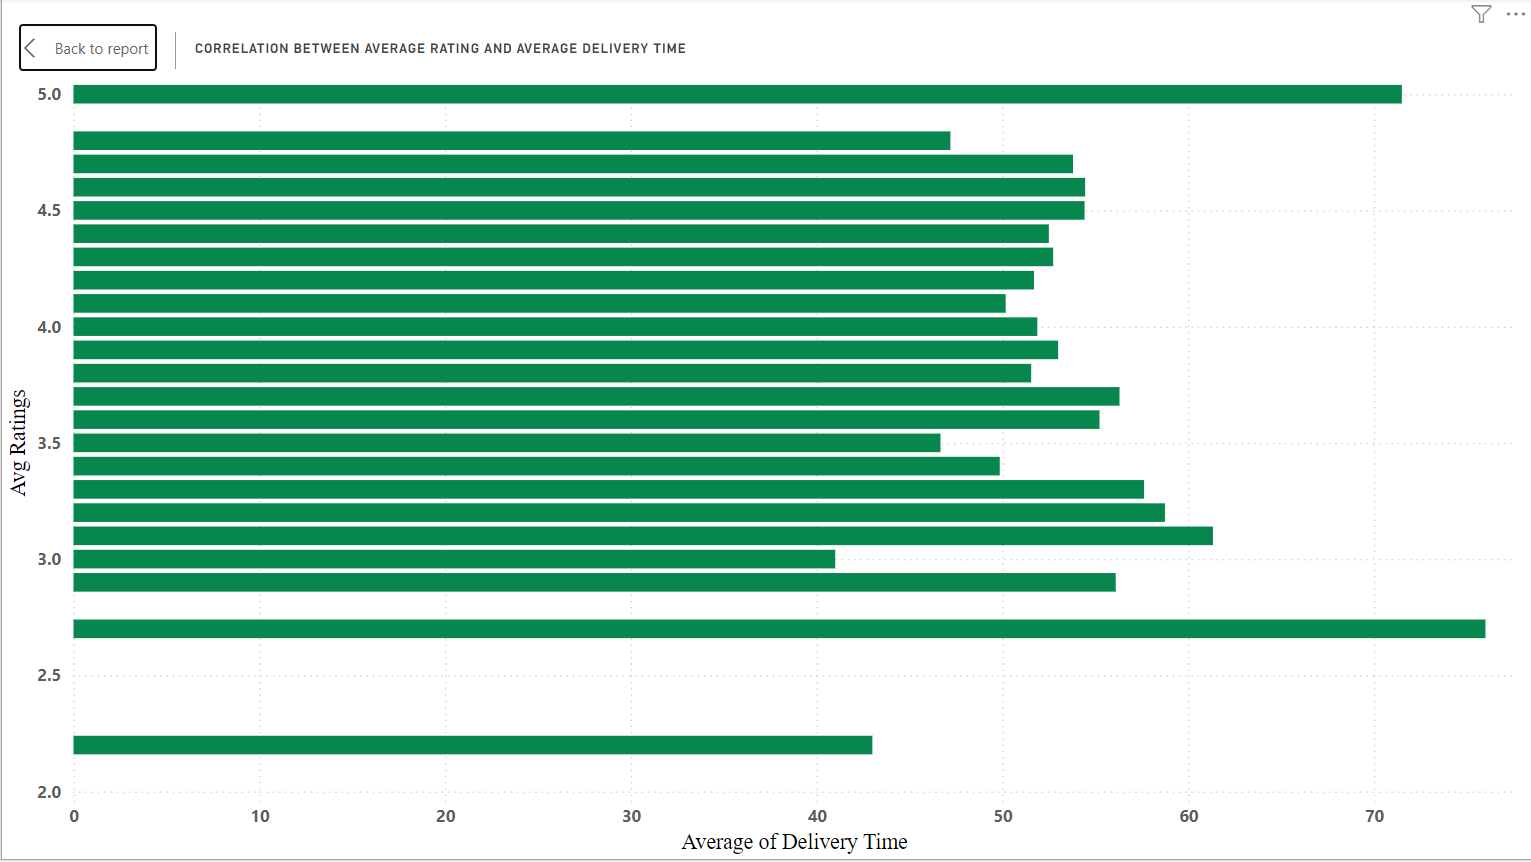 Back to report
CORRELATION BETWEEN AVERAGE RATING AND AVERAGE DELIVERY TIME
5.0
4.5
4.0
3.5
3.0
2.5
2.0
Avg Ratings
0 10 20 30 40 50 60 70
Average of Delivery Time